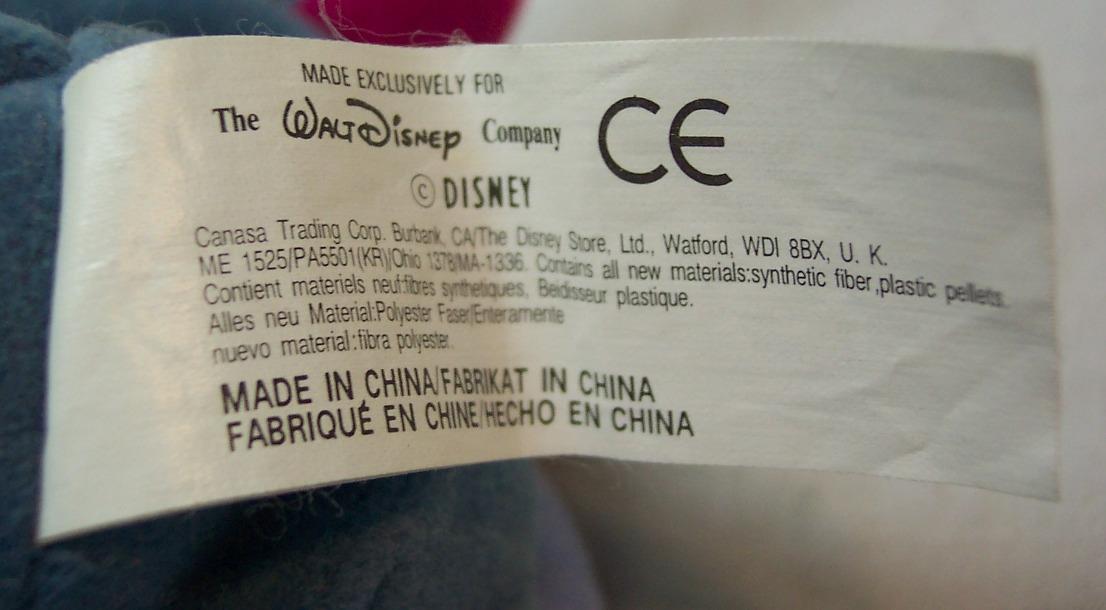 MADE EXCLUSIVELY FOR
The WALT DISNEY Company CE
© DISNEY
Canasa Trading Corp. Burbank, CA/The Disney Store, Ltd., Watford, WDI 8BX, U. K.
ME 1525/PA5501(KR)/Ohio 1378/MA-1336. Contains all new materials:synthetic fiber,plastic pellets.
Contient materiels neuf:fibres synthetiques, Beidisseur plastique.
Alles neu Material:Polyester Faser/Enteramente
nuevo material:fibra polyester.
MADE IN CHINA/FABRIKAT IN CHINA
FABRIQUÉ EN CHINE/HECHO EN CHINA